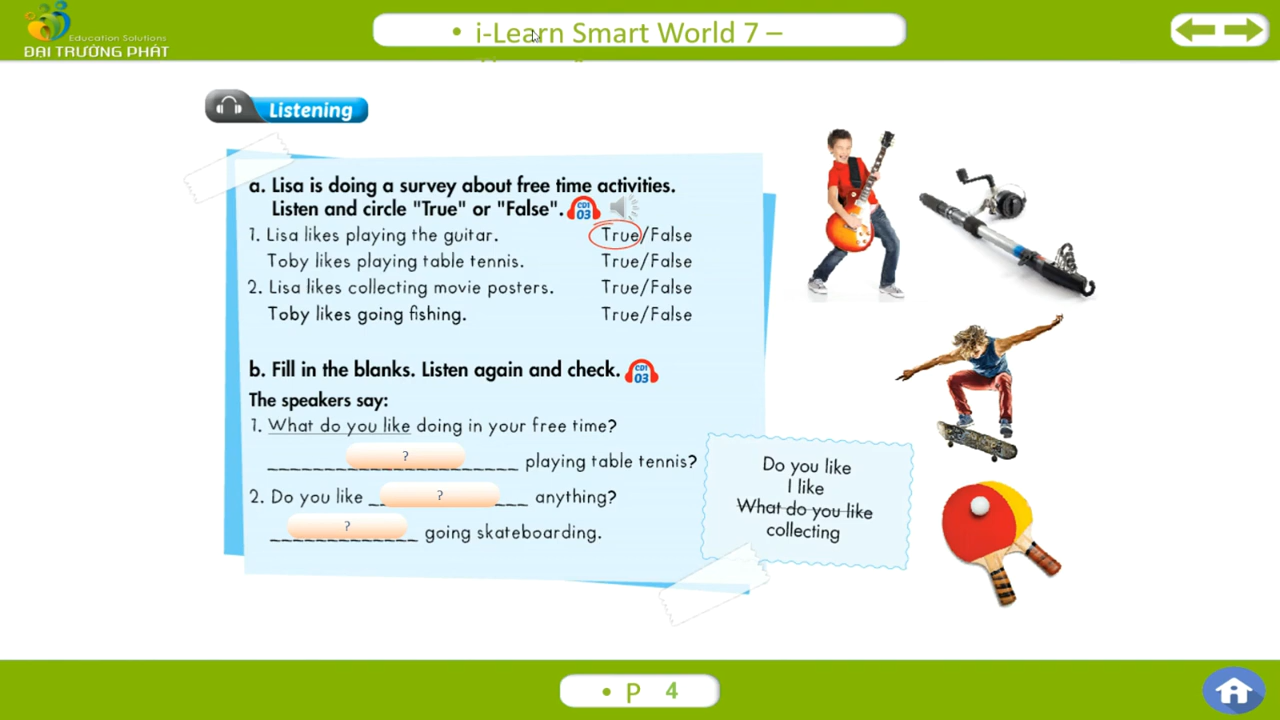 Education Solutions
ĐẠI TRƯỜNG PHÁT
• i-Learn Smart World 7 –
Listening
a. Lisa is doing a survey about free time activities.
Listen and circle "True" or "False". CD1 03
1. Lisa likes playing the guitar. True/False
Toby likes playing table tennis. True/False
2. Lisa likes collecting movie posters. True/False
Toby likes going fishing. True/False
b. Fill in the blanks. Listen again and check. CD1 03
The speakers say:
1. What do you like doing in your free time?
? playing table tennis?
2. Do you like ? anything?
? going skateboarding.
Do you like
I like
What do you like
collecting
• P 4